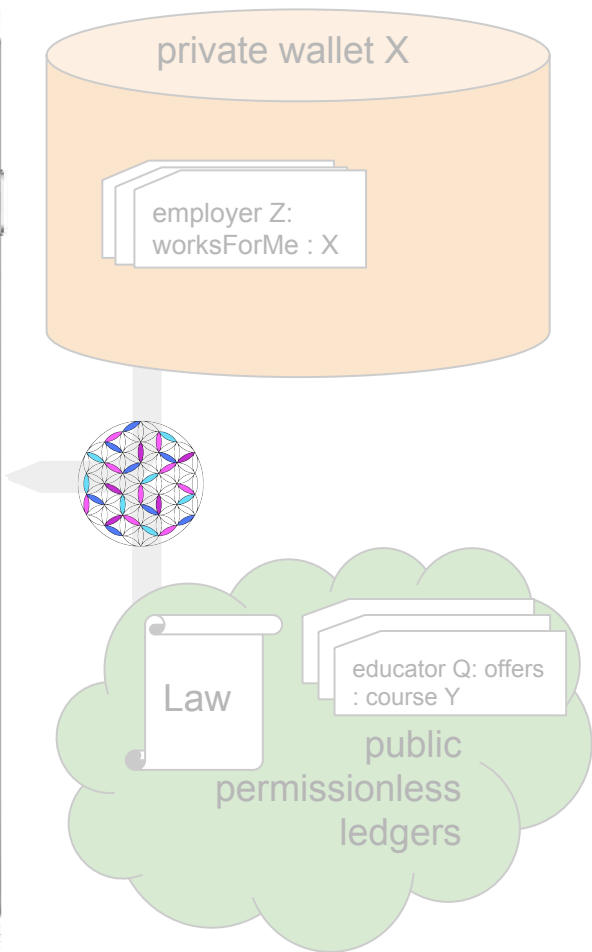 private wallet X
employer Z:
worksForMe : X
Law
educator Q: offers
: course Y
public
permissionless
ledgers